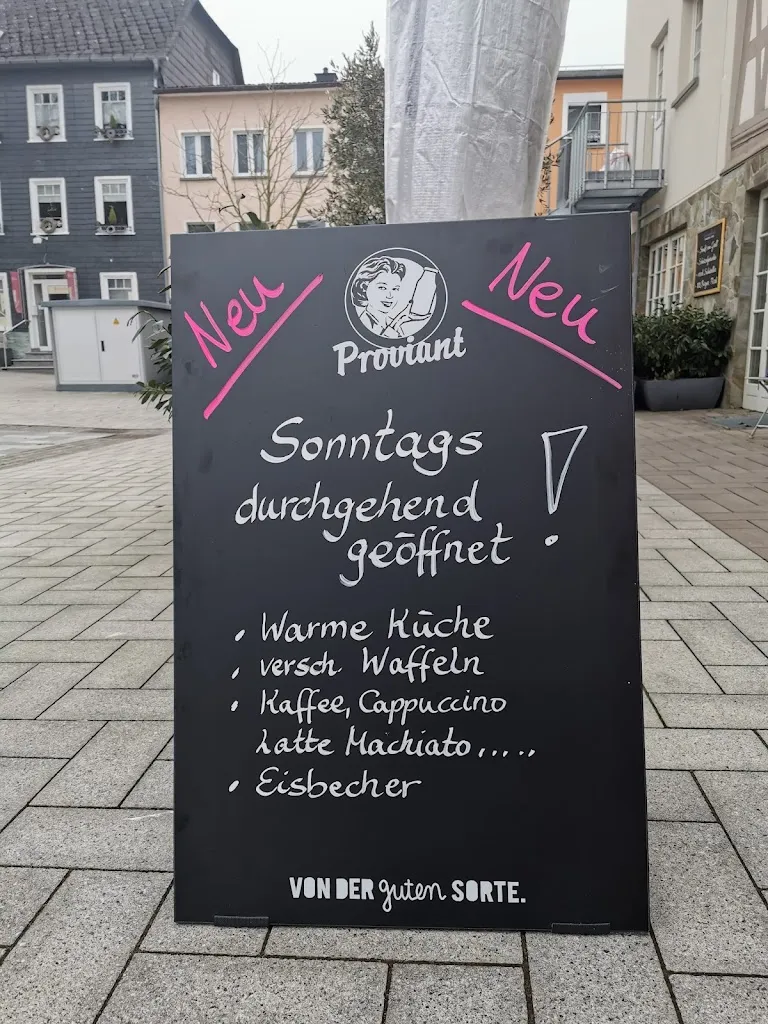 Neu
Neu
Proviant
Sonntags
durchgehend
geöffnet !
• Warme Küche
• versch Waffeln
• Kaffee, Cappuccino
Latte Machiato,....,
• Eisbecher
VON DER guten SORTE.